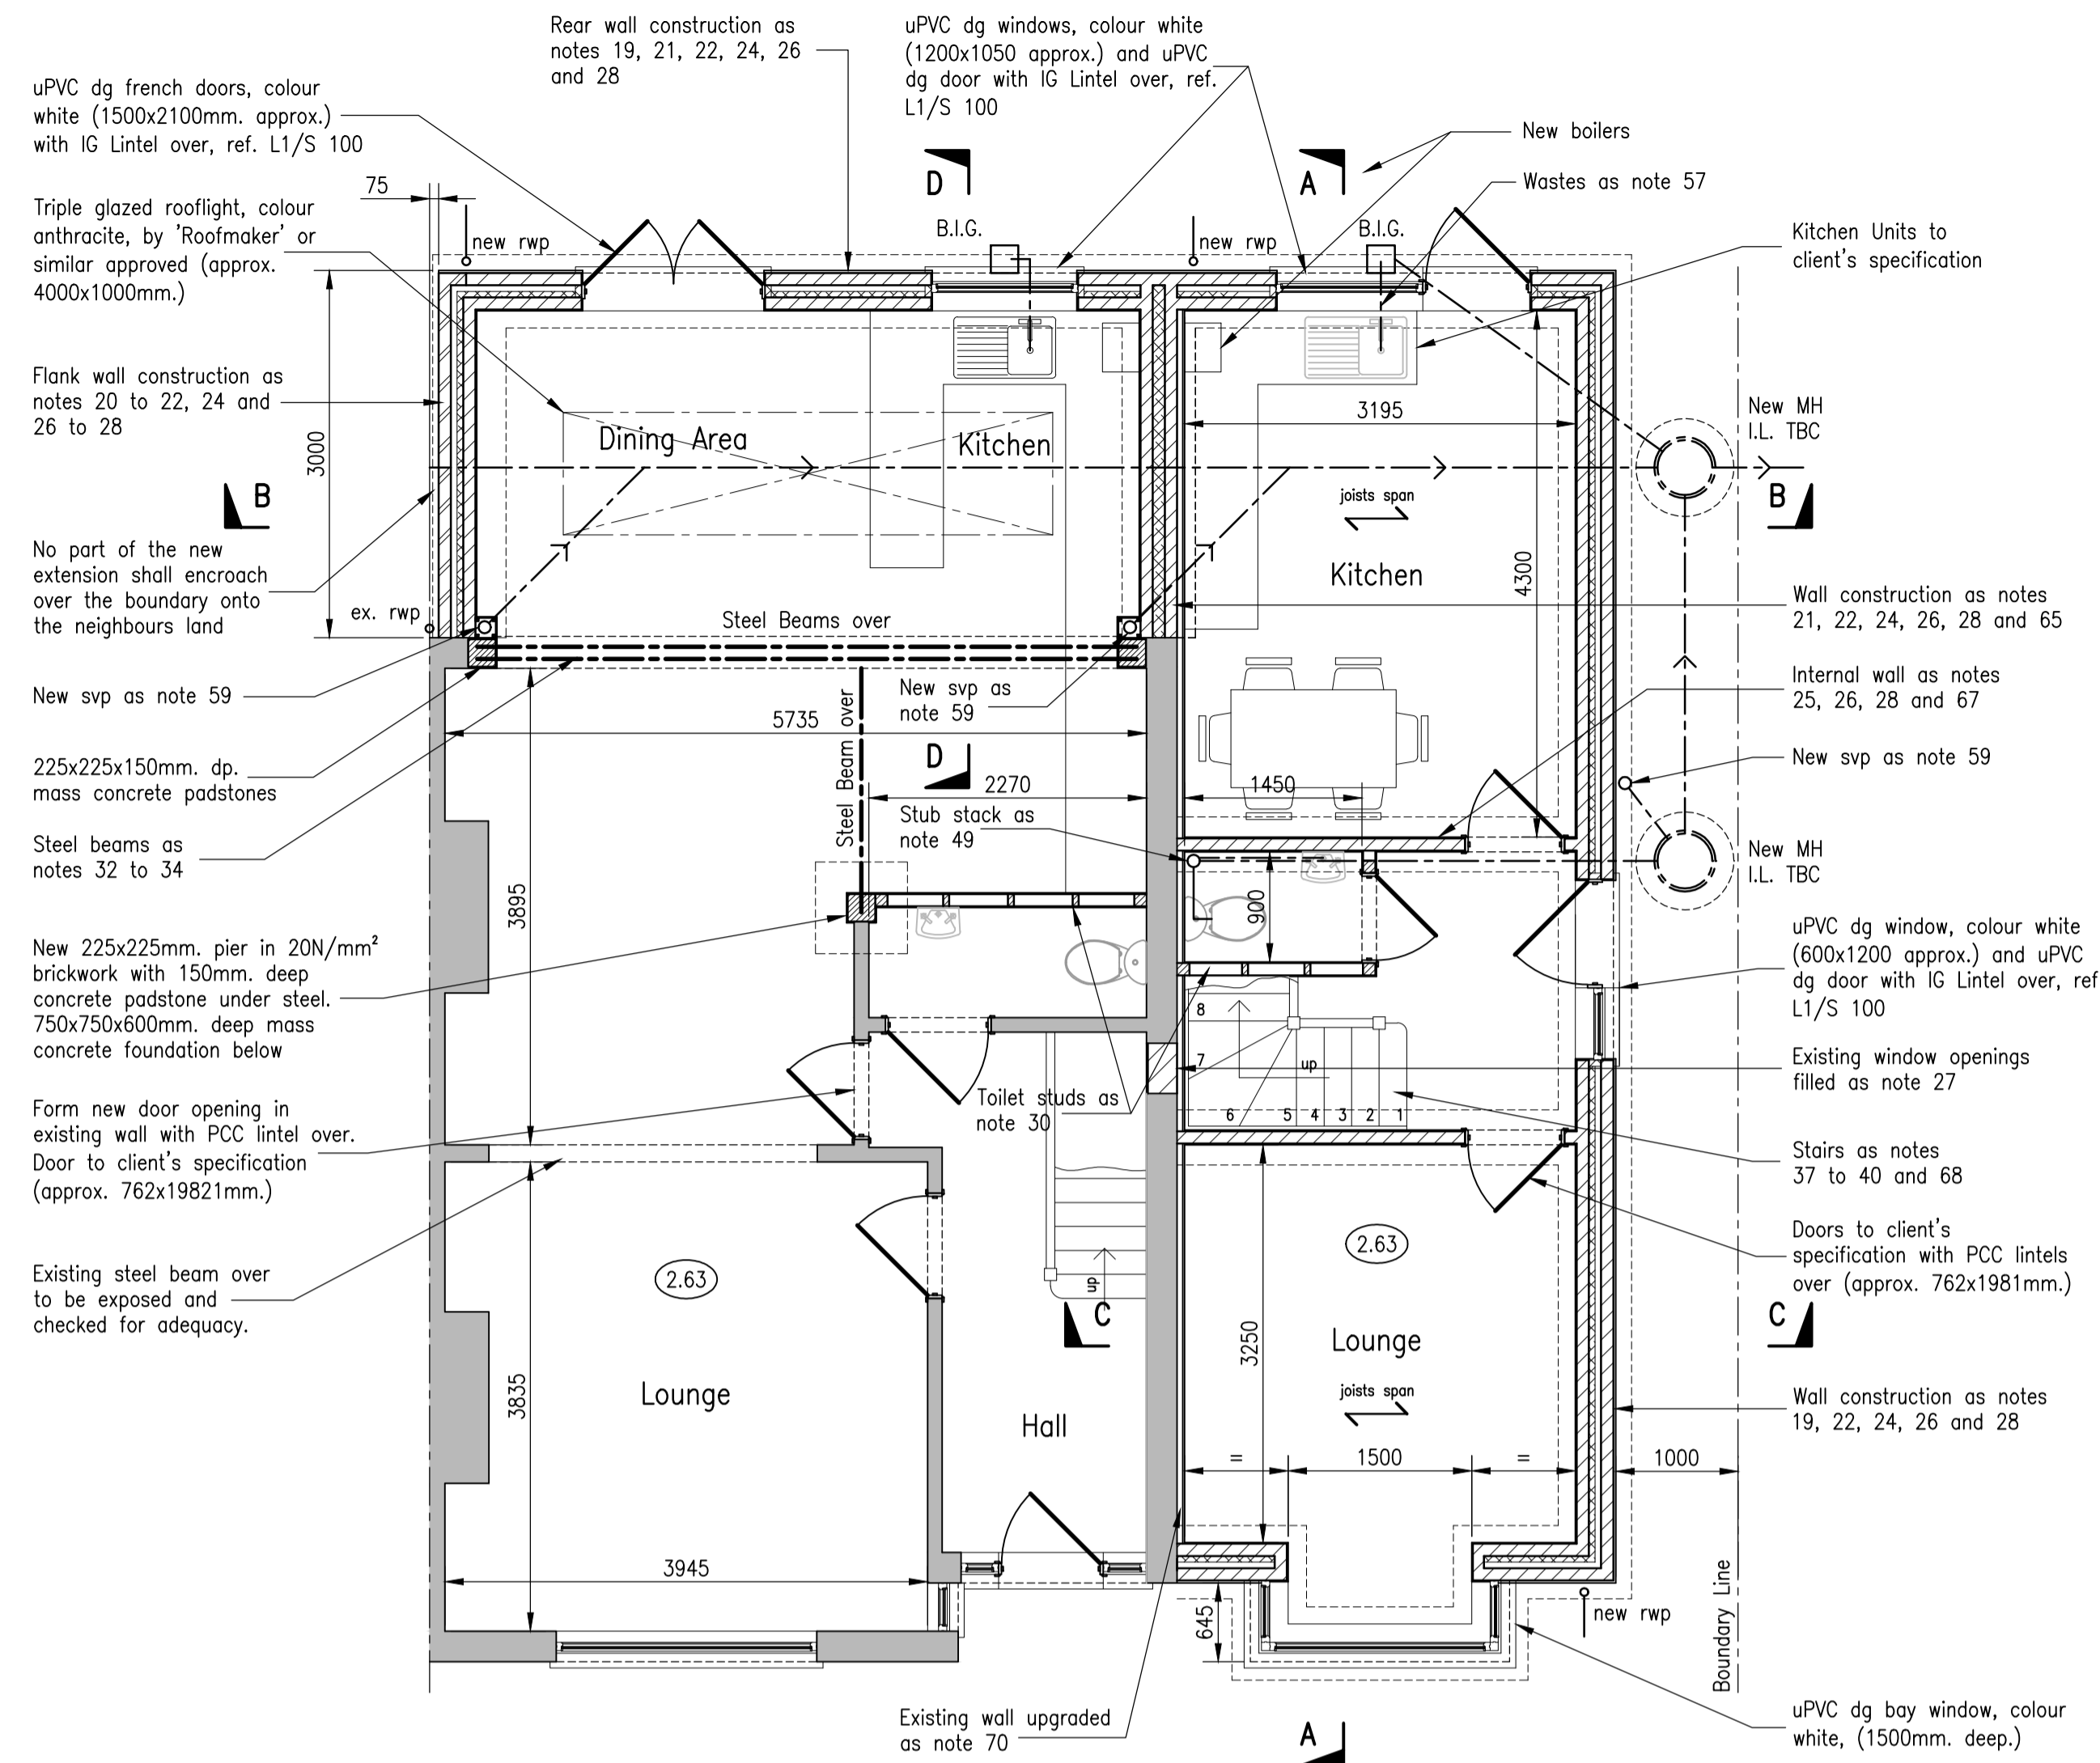 Rear wall construction as
notes 19, 21, 22, 24, 26
and 28
uPVC dg windows, colour white
(1200x1050 approx.) and uPVC
dg door with IG Lintel over, ref.
L1/S 100
uPVC dg french doors, colour
white (1500x2100mm. approx.)
with IG Lintel over, ref. L1/S 100
New boilers
Wastes as note 57
75
D
A
Triple glazed rooflight, colour
anthracite, by 'Roofmaker' or
similar approved (approx.
4000x1000mm.)
new rwp
B.I.G.
new rwp
B.I.G.
Kitchen Units to
client's specification
Flank wall construction as
notes 20 to 22, 24 and
26 to 28
3000
3195
New MH
I.L. TBC
Dining Area
Kitchen
B
joists span
B
No part of the new
extension shall encroach
over the boundary onto
the neighbours land
ex. rwp
Kitchen
4300
Steel Beams over
Wall construction as notes
21, 22, 24, 26, 28 and 65
New svp as note 59
New svp as
note 59
Internal wall as notes
25, 26, 28 and 67
5735
Steel Beam over
D
225x225x150mm. dp.
mass concrete padstones
2270
1450
New svp as note 59
Steel beams as
notes 32 to 34
Stub stack as
note 49
New MH
I.L. TBC
3895
900
New 225x225mm. pier in 20N/mm²
brickwork with 150mm. deep
concrete padstone under steel.
750x750x600mm. deep mass
concrete foundation below
uPVC dg window, colour white
(600x1200 approx.) and uPVC
dg door with IG Lintel over, ref
L1/S 100
8
7
up
6
5
4
3
2
1
Existing window openings
filled as note 27
Toilet studs as
note 30
Form new door opening in
existing wall with PCC lintel over.
Door to client's specification
(approx. 762x19821mm.)
Stairs as notes
37 to 40 and 68
Doors to client's
specification with PCC lintels
over (approx. 762x1981mm.)
Existing steel beam over
to be exposed and
checked for adequacy.
2.63
2.63
up
C
C
Lounge
3250
3835
Lounge
joists span
Hall
Wall construction as notes
19, 22, 24, 26 and 28
=
1500
=
1000
3945
645
new rwp
Boundary Line
Existing wall upgraded
as note 70
A
uPVC dg bay window, colour
white, (1500mm. deep.)